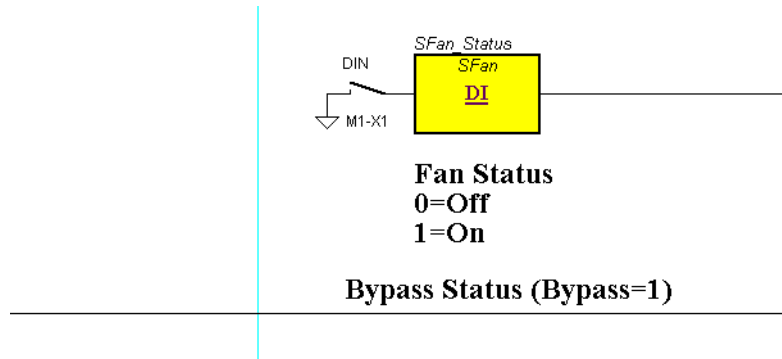 SFan_Status
DIN
SFan
DI
M1-X1
Fan Status
0=Off
1=On
Bypass Status (Bypass=1)